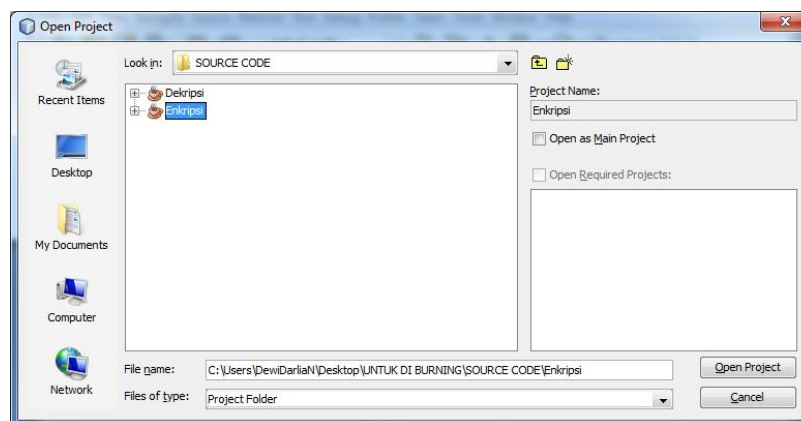 Open Project
Look in: SOURCE CODE
Recent Items
Desktop
My Documents
Computer
Network
Dekripsi
Enkripsi
Project Name:
Enkripsi
Open as Main Project
Open Required Projects:
File name: C:\Users\DewiDarliaN\Desktop\UNTUK DI BURNING\SOURCE CODE\Enkripsi
Open Project
Files of type: Project Folder
Cancel